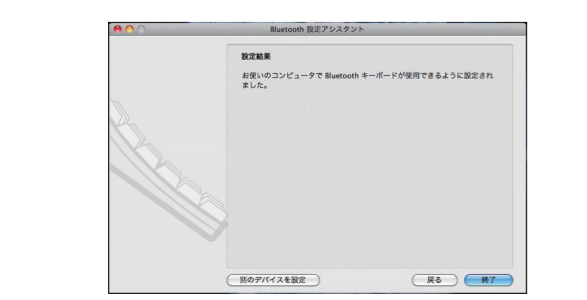 Bluetooth 設定アシスタント
設定結果
お使いのコンピュータで Bluetooth キーボードが使用できるように設定され
ました。
別のデバイスを設定
戻る
終了